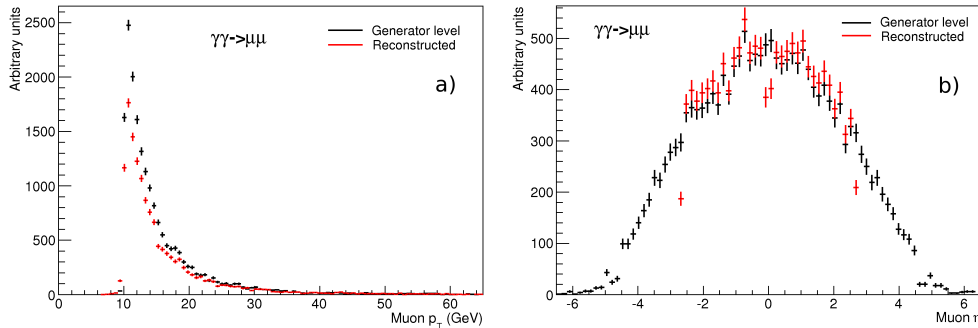 Arbitrary units
2500
2000
1500
1000
500
0
γγ->μμ
Generator level
Reconstructed
a)
0 10 20 30 40 50 60
Muon pT (GeV)
Arbitrary units
500
400
300
200
100
0
γγ->μμ
Generator level
Reconstructed
b)
-6 -4 -2 0 2 4 6
Muon η